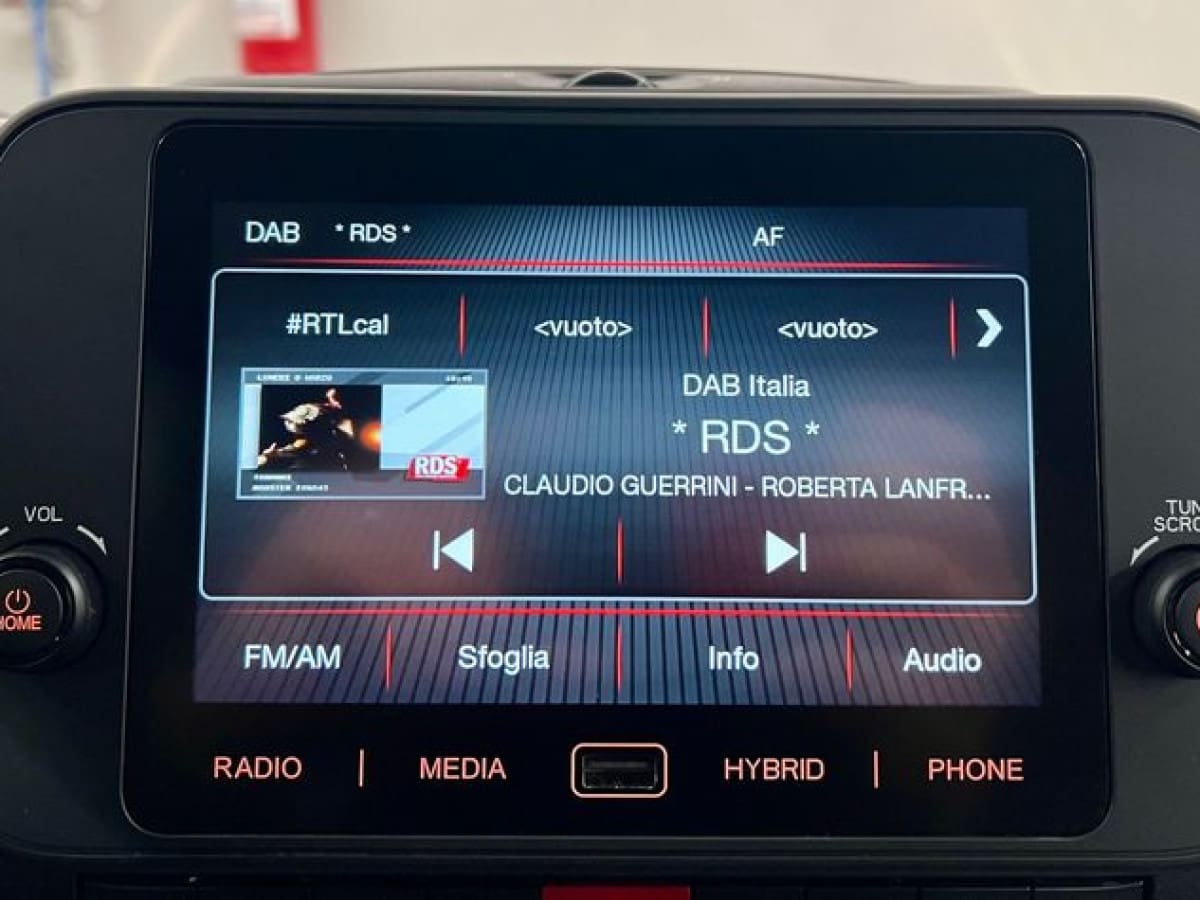 DAB * RDS * AF
#RTLcal <vuoto> <vuoto>
DAB Italia
* RDS *
CLAUDIO GUERRINI - ROBERTA LANFR...
RDS
VOL
HOME
FM/AM Sfoglia Info Audio
RADIO MEDIA HYBRID PHONE